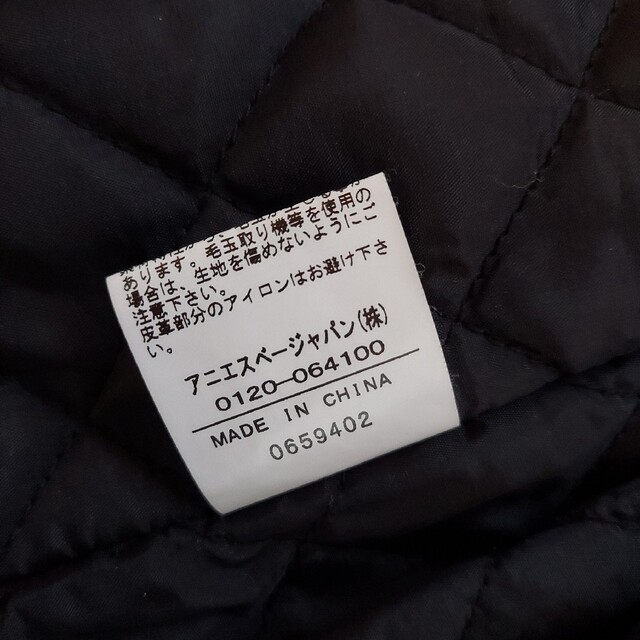 あります。毛玉取り機等を使用の
場合は、生地を傷めないようにご
注意下さい。
皮革部分のアイロンはお避け下さ
い。
アニエスベージャパン(株)
0120-064100
MADE IN CHINA
0659402